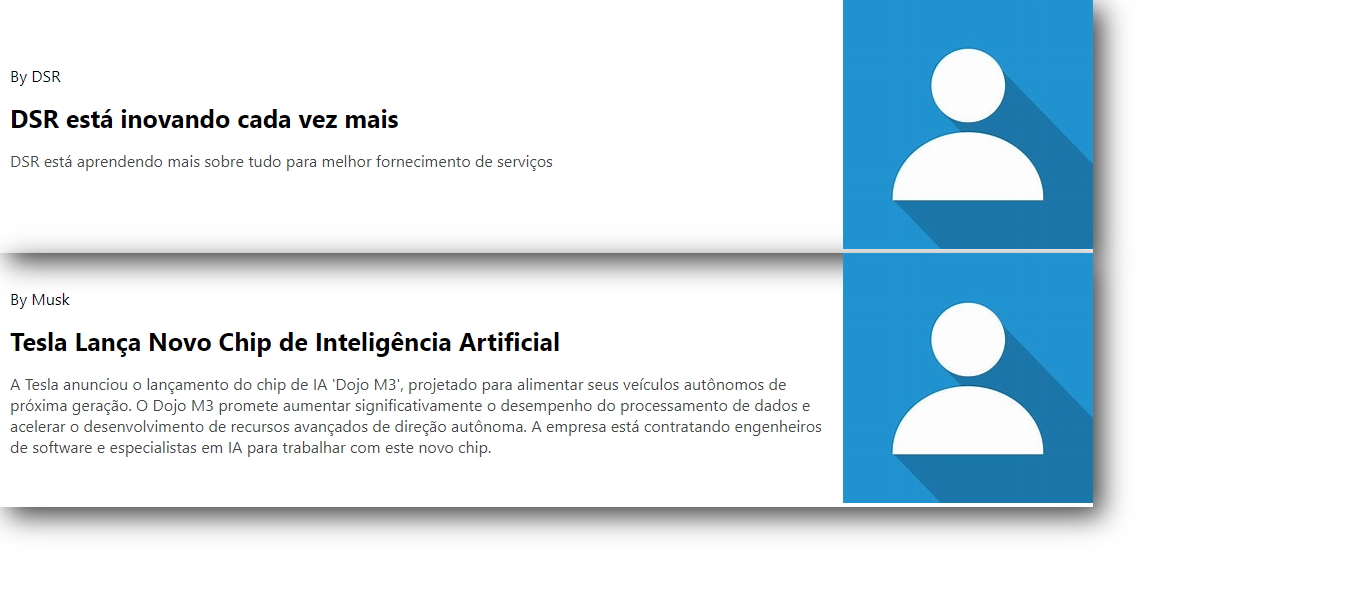 By DSR
DSR está inovando cada vez mais
DSR está aprendendo mais sobre tudo para melhor fornecimento de serviços
By Musk
Tesla Lança Novo Chip de Inteligência Artificial
A Tesla anunciou o lançamento do chip de IA 'Dojo M3', projetado para alimentar seus veículos autônomos de
próxima geração. O Dojo M3 promete aumentar significativamente o desempenho do processamento de dados e
acelerar o desenvolvimento de recursos avançados de direção autônoma. A empresa está contratando engenheiros
de software e especialistas em IA para trabalhar com este novo chip.